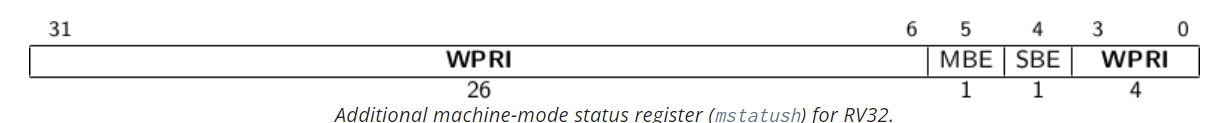 31 6 5 4 3 0
WPRI MBE SBE WPRI
26 1 1 4
Additional machine-mode status register (mstatush) for RV32.